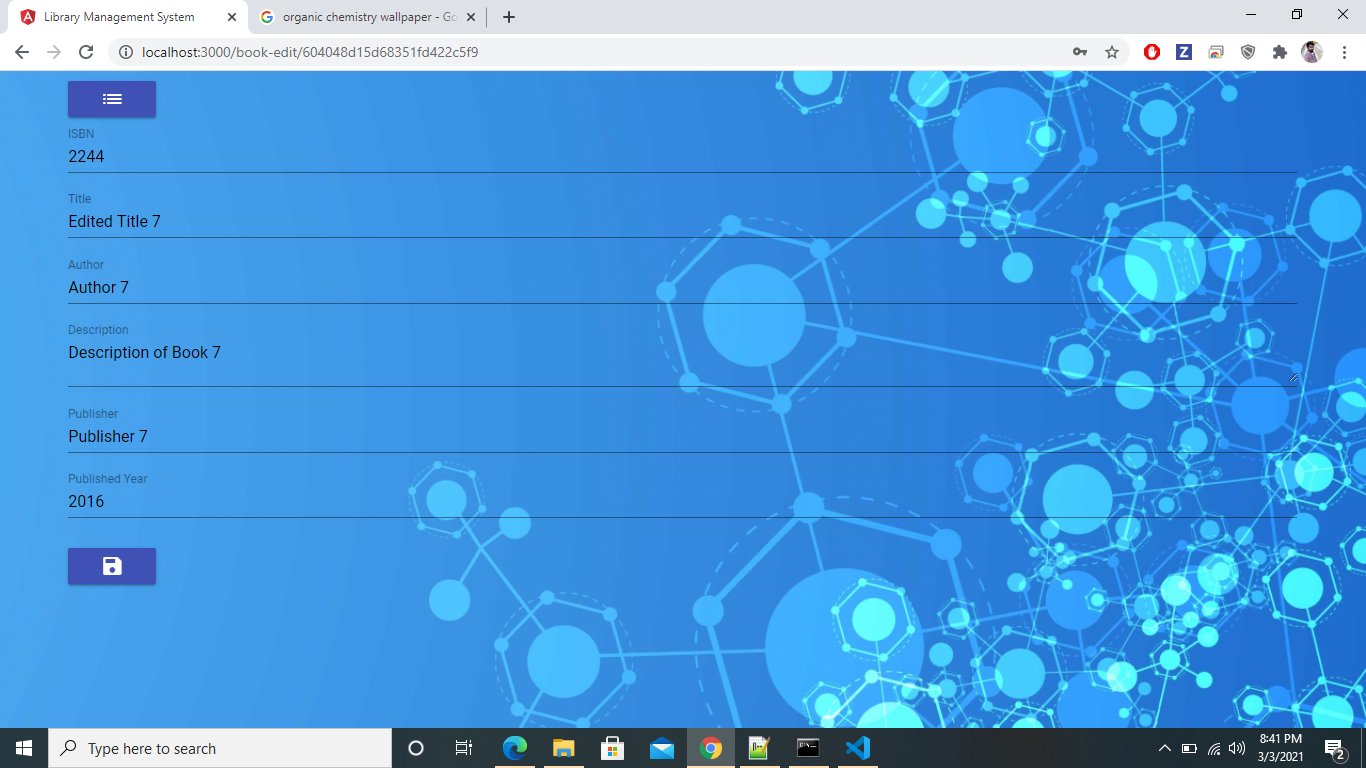 Library Management System
organic chemistry wallpaper - Go
localhost:3000/book-edit/604048d15d68351fd422c5f9
ISBN
2244
Title
Edited Title 7
Author
Author 7
Description
Description of Book 7
Publisher
Publisher 7
Published Year
2016
Type here to search
8:41 PM
3/3/2021
2